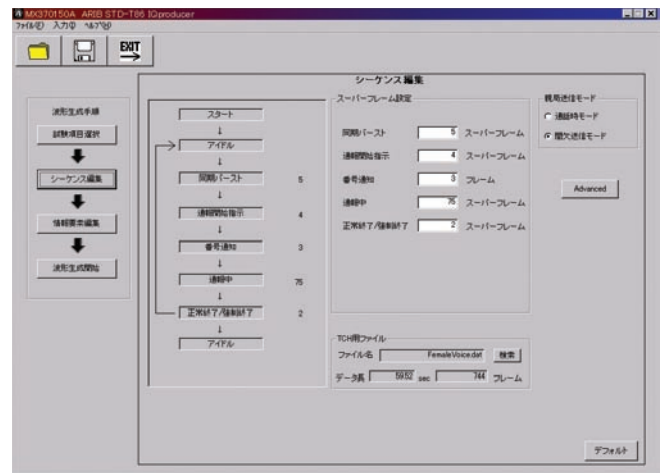 MX370150A ARIB STD-T86 IQproducer
ファイル(F) 入力(I) ヘルプ(H)
EXIT
シーケンス編集
波形生成手順
試験項目選択
シーケンス編集
情報要素編集
波形生成開始
スタート
アイドル
同期バースト 5
通報開始指示 4
番号通知 3
通報中 75
正常終了/強制終了 2
アイドル
スーパーフレーム設定
同期バースト 5 スーパーフレーム
通報開始指示 4 スーパーフレーム
番号通知 3 フレーム
通報中 75 スーパーフレーム
正常終了/強制終了 2 スーパーフレーム
親局送信モード
通話時モード
間欠送信モード
Advanced
TCH用ファイル
ファイル名 FemaleVoice.dat 検索
データ長 59.52 sec 744 フレーム
デフォルト